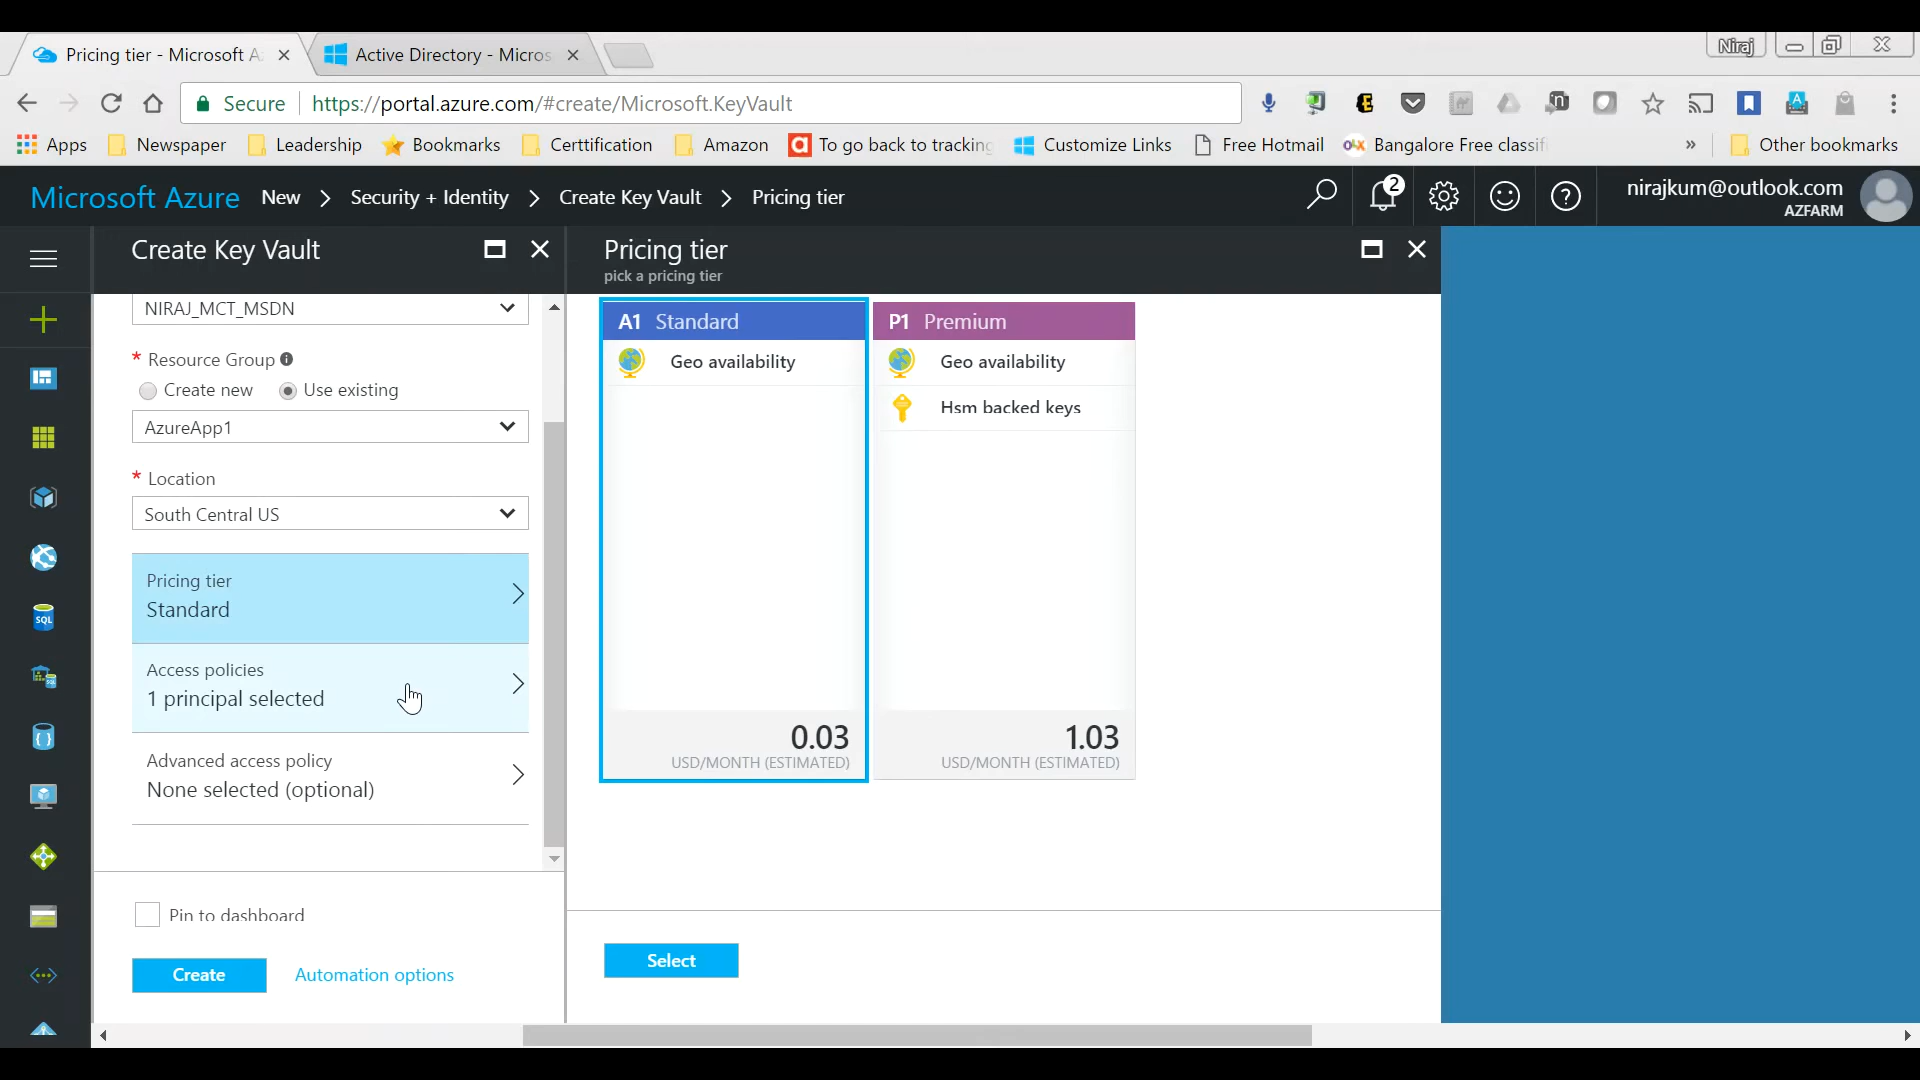 Pricing tier - Microsoft A
Active Directory - Micros
Niraj
Secure
https://portal.azure.com/#create/Microsoft.KeyVault
Apps
Newspaper
Leadership
Bookmarks
Certtification
Amazon
To go back to tracking
Customize Links
Free Hotmail
Bangalore Free classifi
»
Other bookmarks
Microsoft Azure
New > Security + Identity > Create Key Vault > Pricing tier
2
nirajkum@outlook.com
AZFARM
Create Key Vault
NIRAJ_MCT_MSDN
* Resource Group
Create new
Use existing
AzureApp1
* Location
South Central US
Pricing tier
Standard
Access policies
1 principal selected
Advanced access policy
None selected (optional)
Pin to dashboard
Create
Automation options
Pricing tier
pick a pricing tier
A1 Standard
Geo availability
0.03
USD/MONTH (ESTIMATED)
P1 Premium
Geo availability
Hsm backed keys
1.03
USD/MONTH (ESTIMATED)
Select
SQL